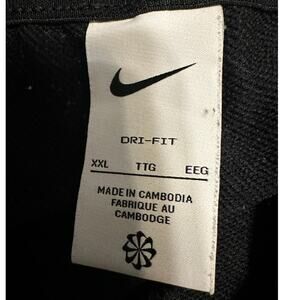 DRI-FIT
XXL TTG EEG
MADE IN CAMBODIA
FABRIQUE AU
CAMBODGE